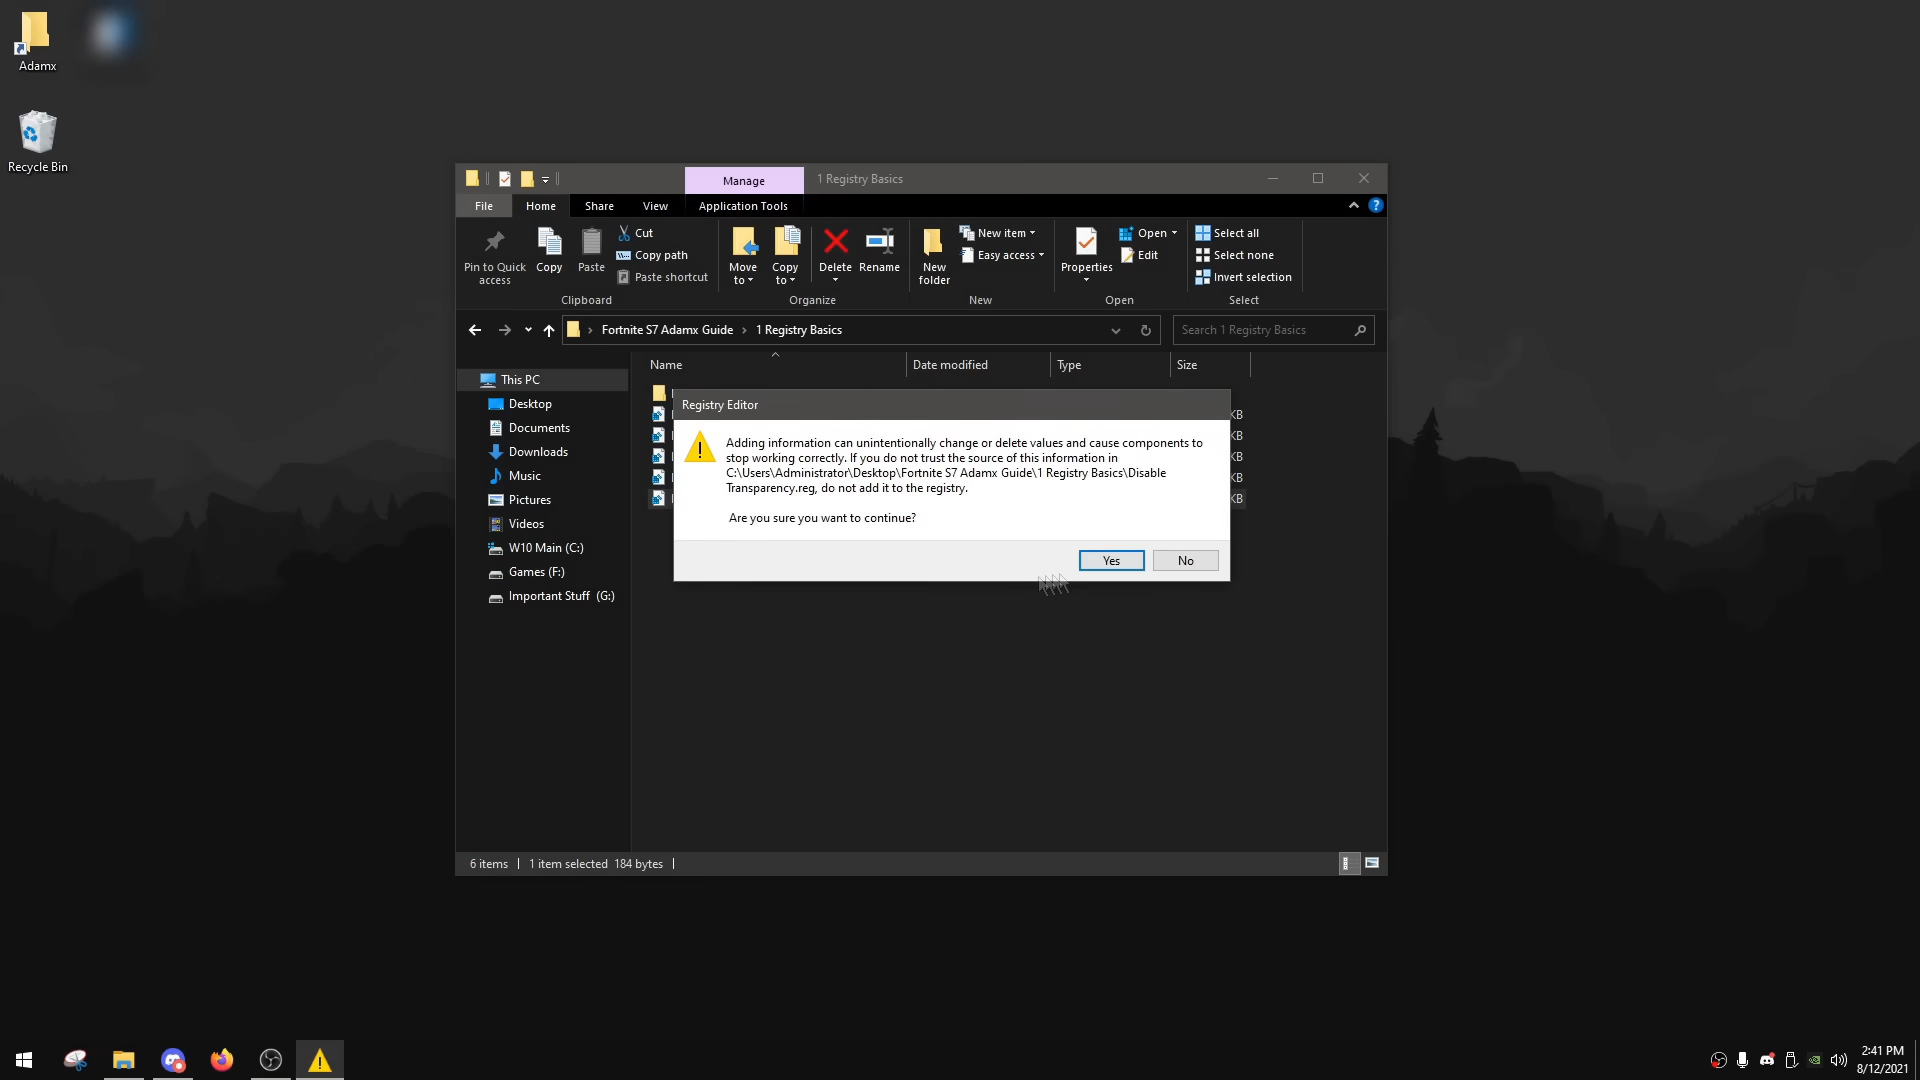 Adamx
Recycle Bin
Manage
1 Registry Basics
File
Home
Share
View
Application Tools
Pin to Quick
access
Copy
Paste
Cut
Copy path
Paste shortcut
Clipboard
Move
to
Copy
to
Delete
Rename
Organize
New
folder
New item
Easy access
New
Properties
Open
Edit
Open
Select all
Select none
Invert selection
Select
Fortnite S7 Adamx Guide
1 Registry Basics
Search 1 Registry Basics
Name
Date modified
Type
Size
This PC
Desktop
Documents
Downloads
Music
Pictures
Videos
W10 Main (C:)
Games (F:)
Important Stuff (G:)
KB
KB
KB
KB
KB
Registry Editor
Adding information can unintentionally change or delete values and cause components to
stop working correctly. If you do not trust the source of this information in
C:\Users\Administrator\Desktop\Fortnite S7 Adamx Guide\1 Registry Basics\Disable
Transparency.reg, do not add it to the registry.
Are you sure you want to continue?
Yes
No
6 items
1 item selected 184 bytes
2:41 PM
8/12/2021